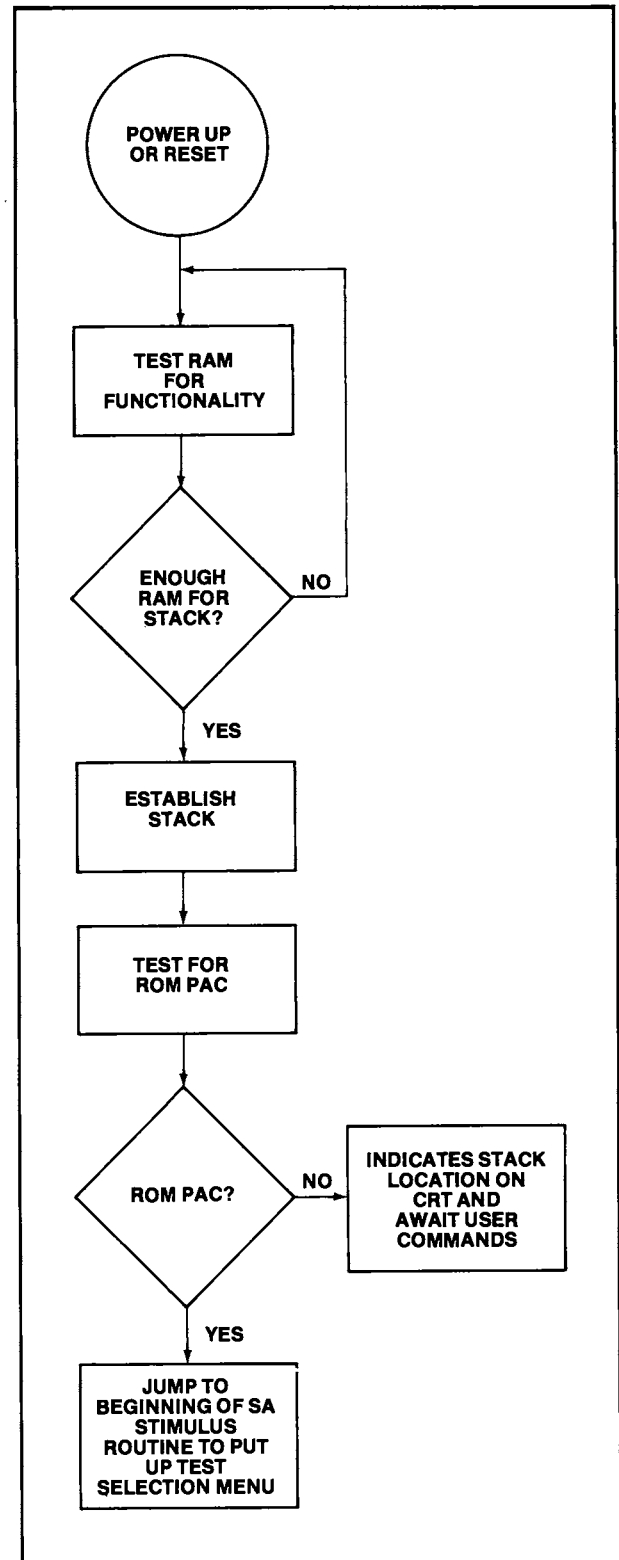 POWER UP
OR RESET
TEST RAM
FOR
FUNCTIONALITY
ENOUGH
RAM FOR
STACK?
NO
YES
ESTABLISH
STACK
TEST FOR
ROM PAC
ROM PAC?
NO
INDICATES STACK
LOCATION ON
CRT AND
AWAIT USER
COMMANDS
YES
JUMP TO
BEGINNING OF SA
STIMULUS
ROUTINE TO PUT
UP TEST
SELECTION MENU